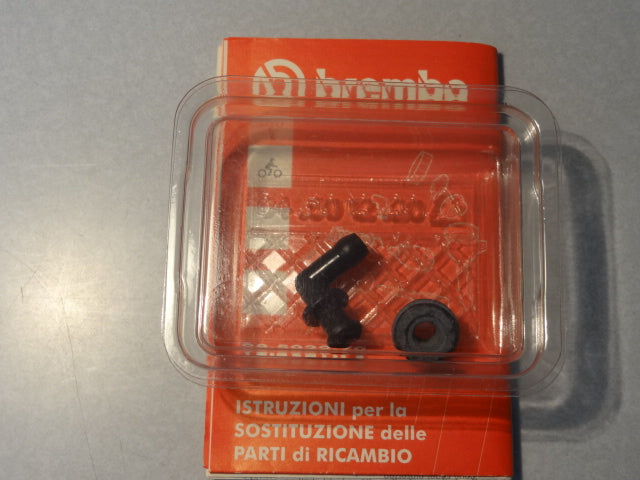 brembo
ISTRUZIONI per la
SOSTITUZIONE delle
PARTI di RICAMBIO